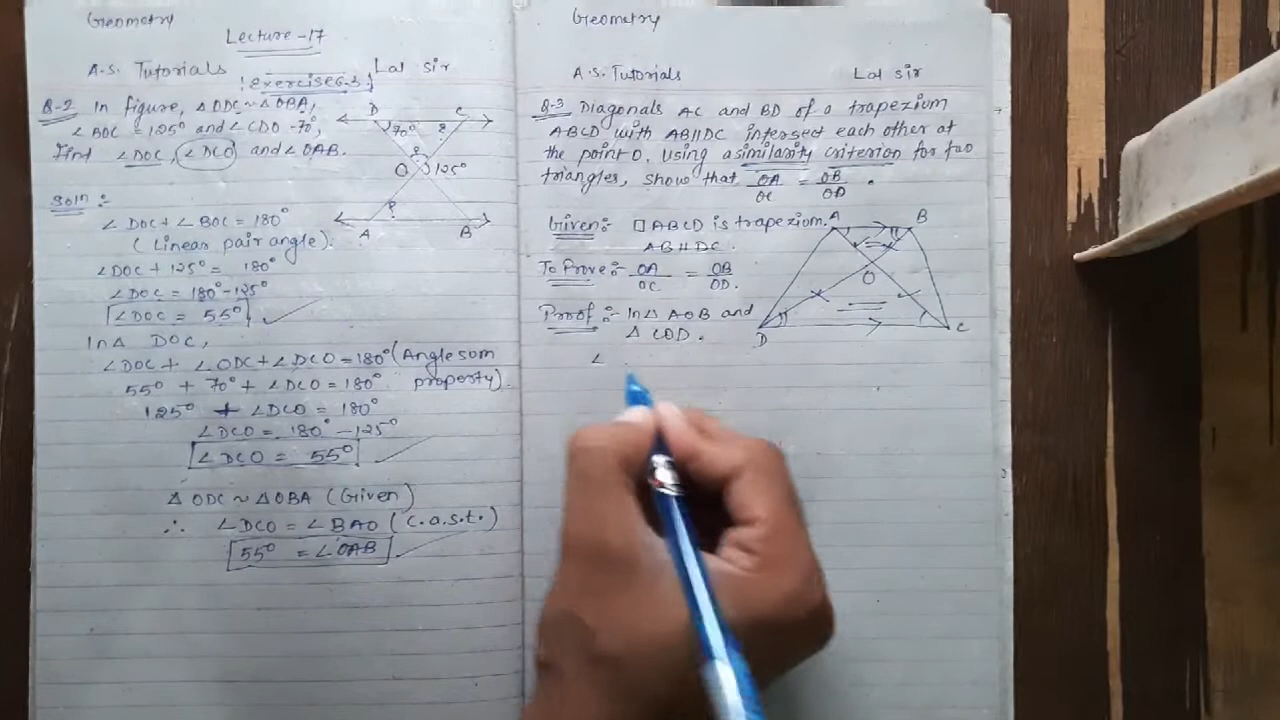 Geometry
Lecture-17
A.S. Tutorials Lal sir
Exercise 6.3
Q-2 In figure, △ODC ~ △OBA,
∠BOC = 125° and ∠CDO = 70°,
Find ∠DOC, ∠DCO and ∠OAB.
D C
70° ?
?
O 125°
?
A B
Soln:
∠DOC + ∠BOC = 180°
(Linear pair angle).
∠DOC + 125° = 180°
∠DOC = 180° - 125°
∠DOC = 55°
In △ DOC,
∠DOC + ∠ODC + ∠DCO = 180° (Angle som
property).
55° + 70° + ∠DCO = 180°
125° + ∠DCO = 180°
∠DCO = 180° - 125°
∠DCO = 55°
△ ODC ~ △OBA (Given)
∴ ∠DCO = ∠BAO (C.a.s.t.)
55° = ∠OAB
Geometry
A.S. Tutorials Lal sir
Q-3 Diagonals AC and BD of a trapezium
ABCD with AB||DC intersect each other at
the point O. using a similarity criterion for two
triangles, show that OA/OC = OB/OD.
Given:- □ABCD is trapezium.
AB||DC.
To Prove:- OA/OC = OB/OD.
Proof:- In △ AOB and
△ COD.
∠
A B
O
D C